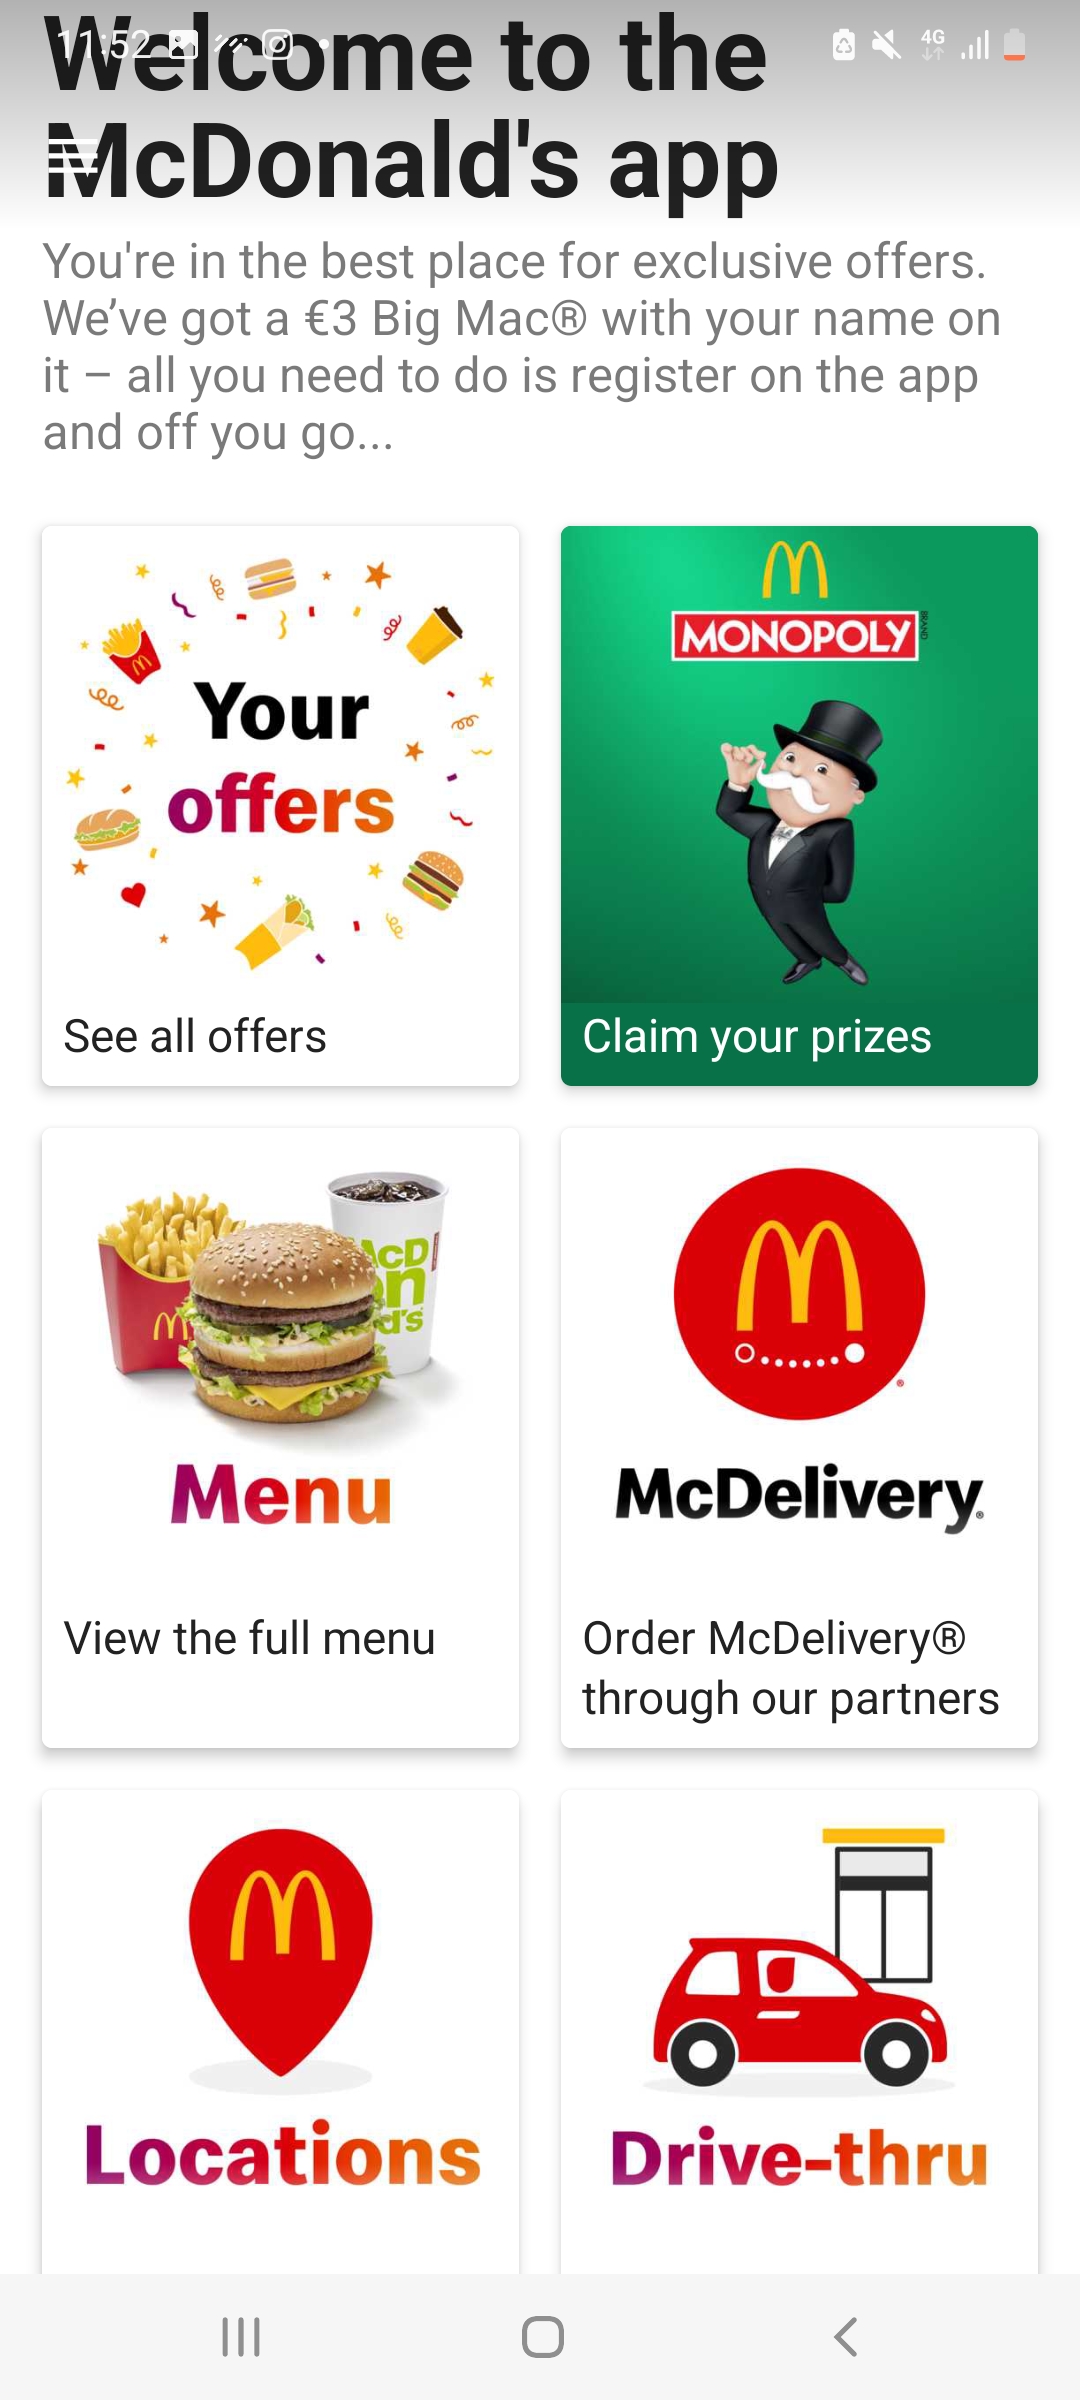 11:52
4G
Welcome to the
McDonald's app
You're in the best place for exclusive offers.
We’ve got a €3 Big Mac® with your name on
it – all you need to do is register on the app
and off you go...
Your
offers
See all offers
MONOPOLY
BRAND
Claim your prizes
McD
on
d's
Menu
View the full menu
McDelivery®
Order McDelivery®
through our partners
Locations
Drive-thru